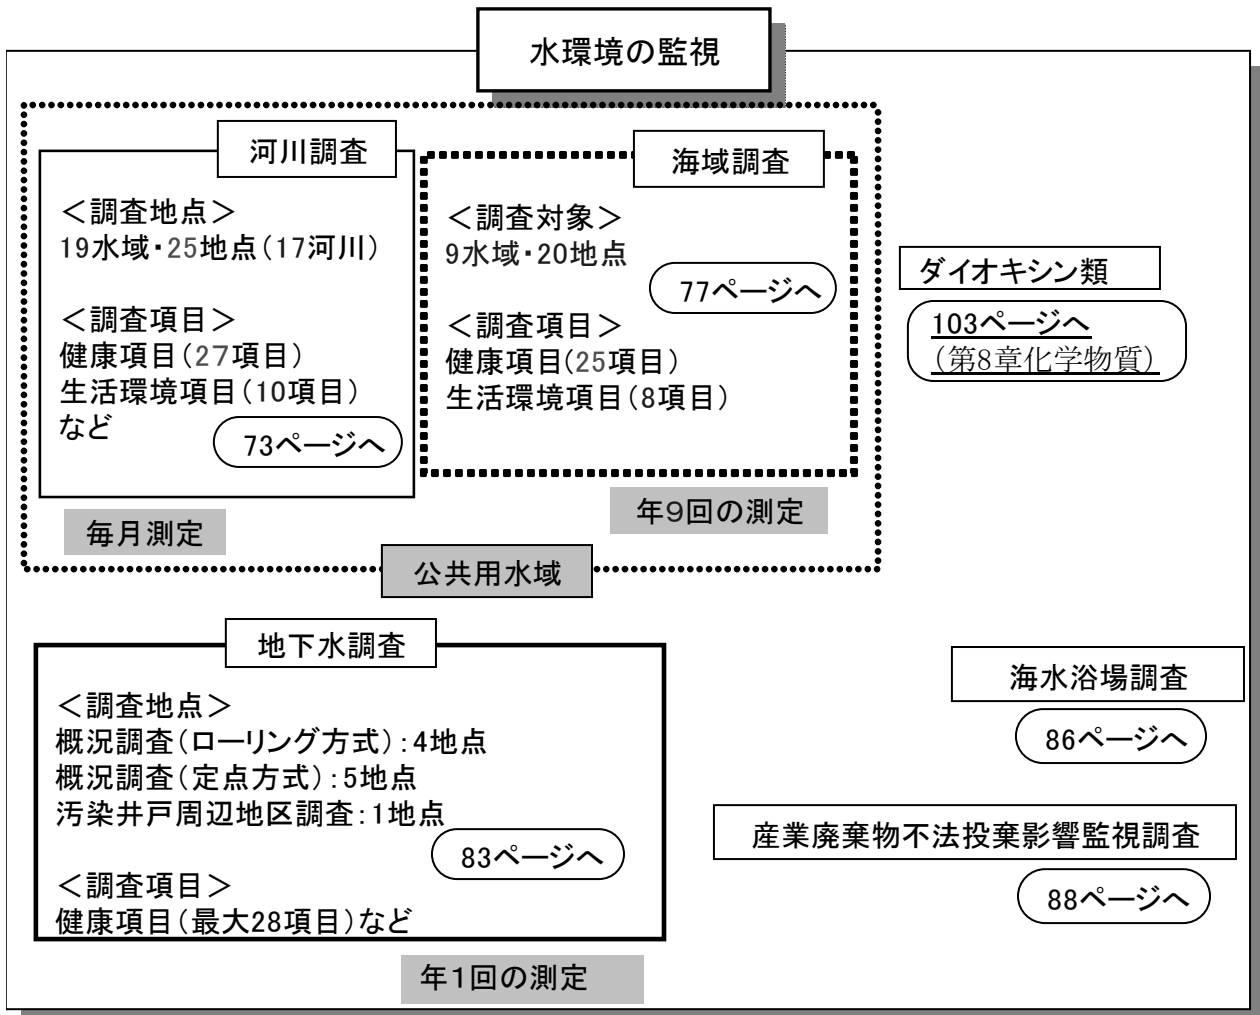 水環境の監視
河川調査
＜調査地点＞
19水域・25地点（17河川）
＜調査項目＞
健康項目（27項目）
生活環境項目（10項目）
など
73ページへ
毎月測定
海域調査
＜調査対象＞
9水域・20地点
77ページへ
＜調査項目＞
健康項目(25項目）
生活環境項目（8項目）
年９回の測定
公共用水域
ダイオキシン類
103ページへ
（第8章化学物質）
地下水調査
＜調査地点＞
概況調査（ローリング方式）：4地点
概況調査（定点方式）：5地点
汚染井戸周辺地区調査：1地点
83ページへ
＜調査項目＞
健康項目（最大28項目）など
年１回の測定
海水浴場調査
86ページへ
産業廃棄物不法投棄影響監視調査
88ページへ